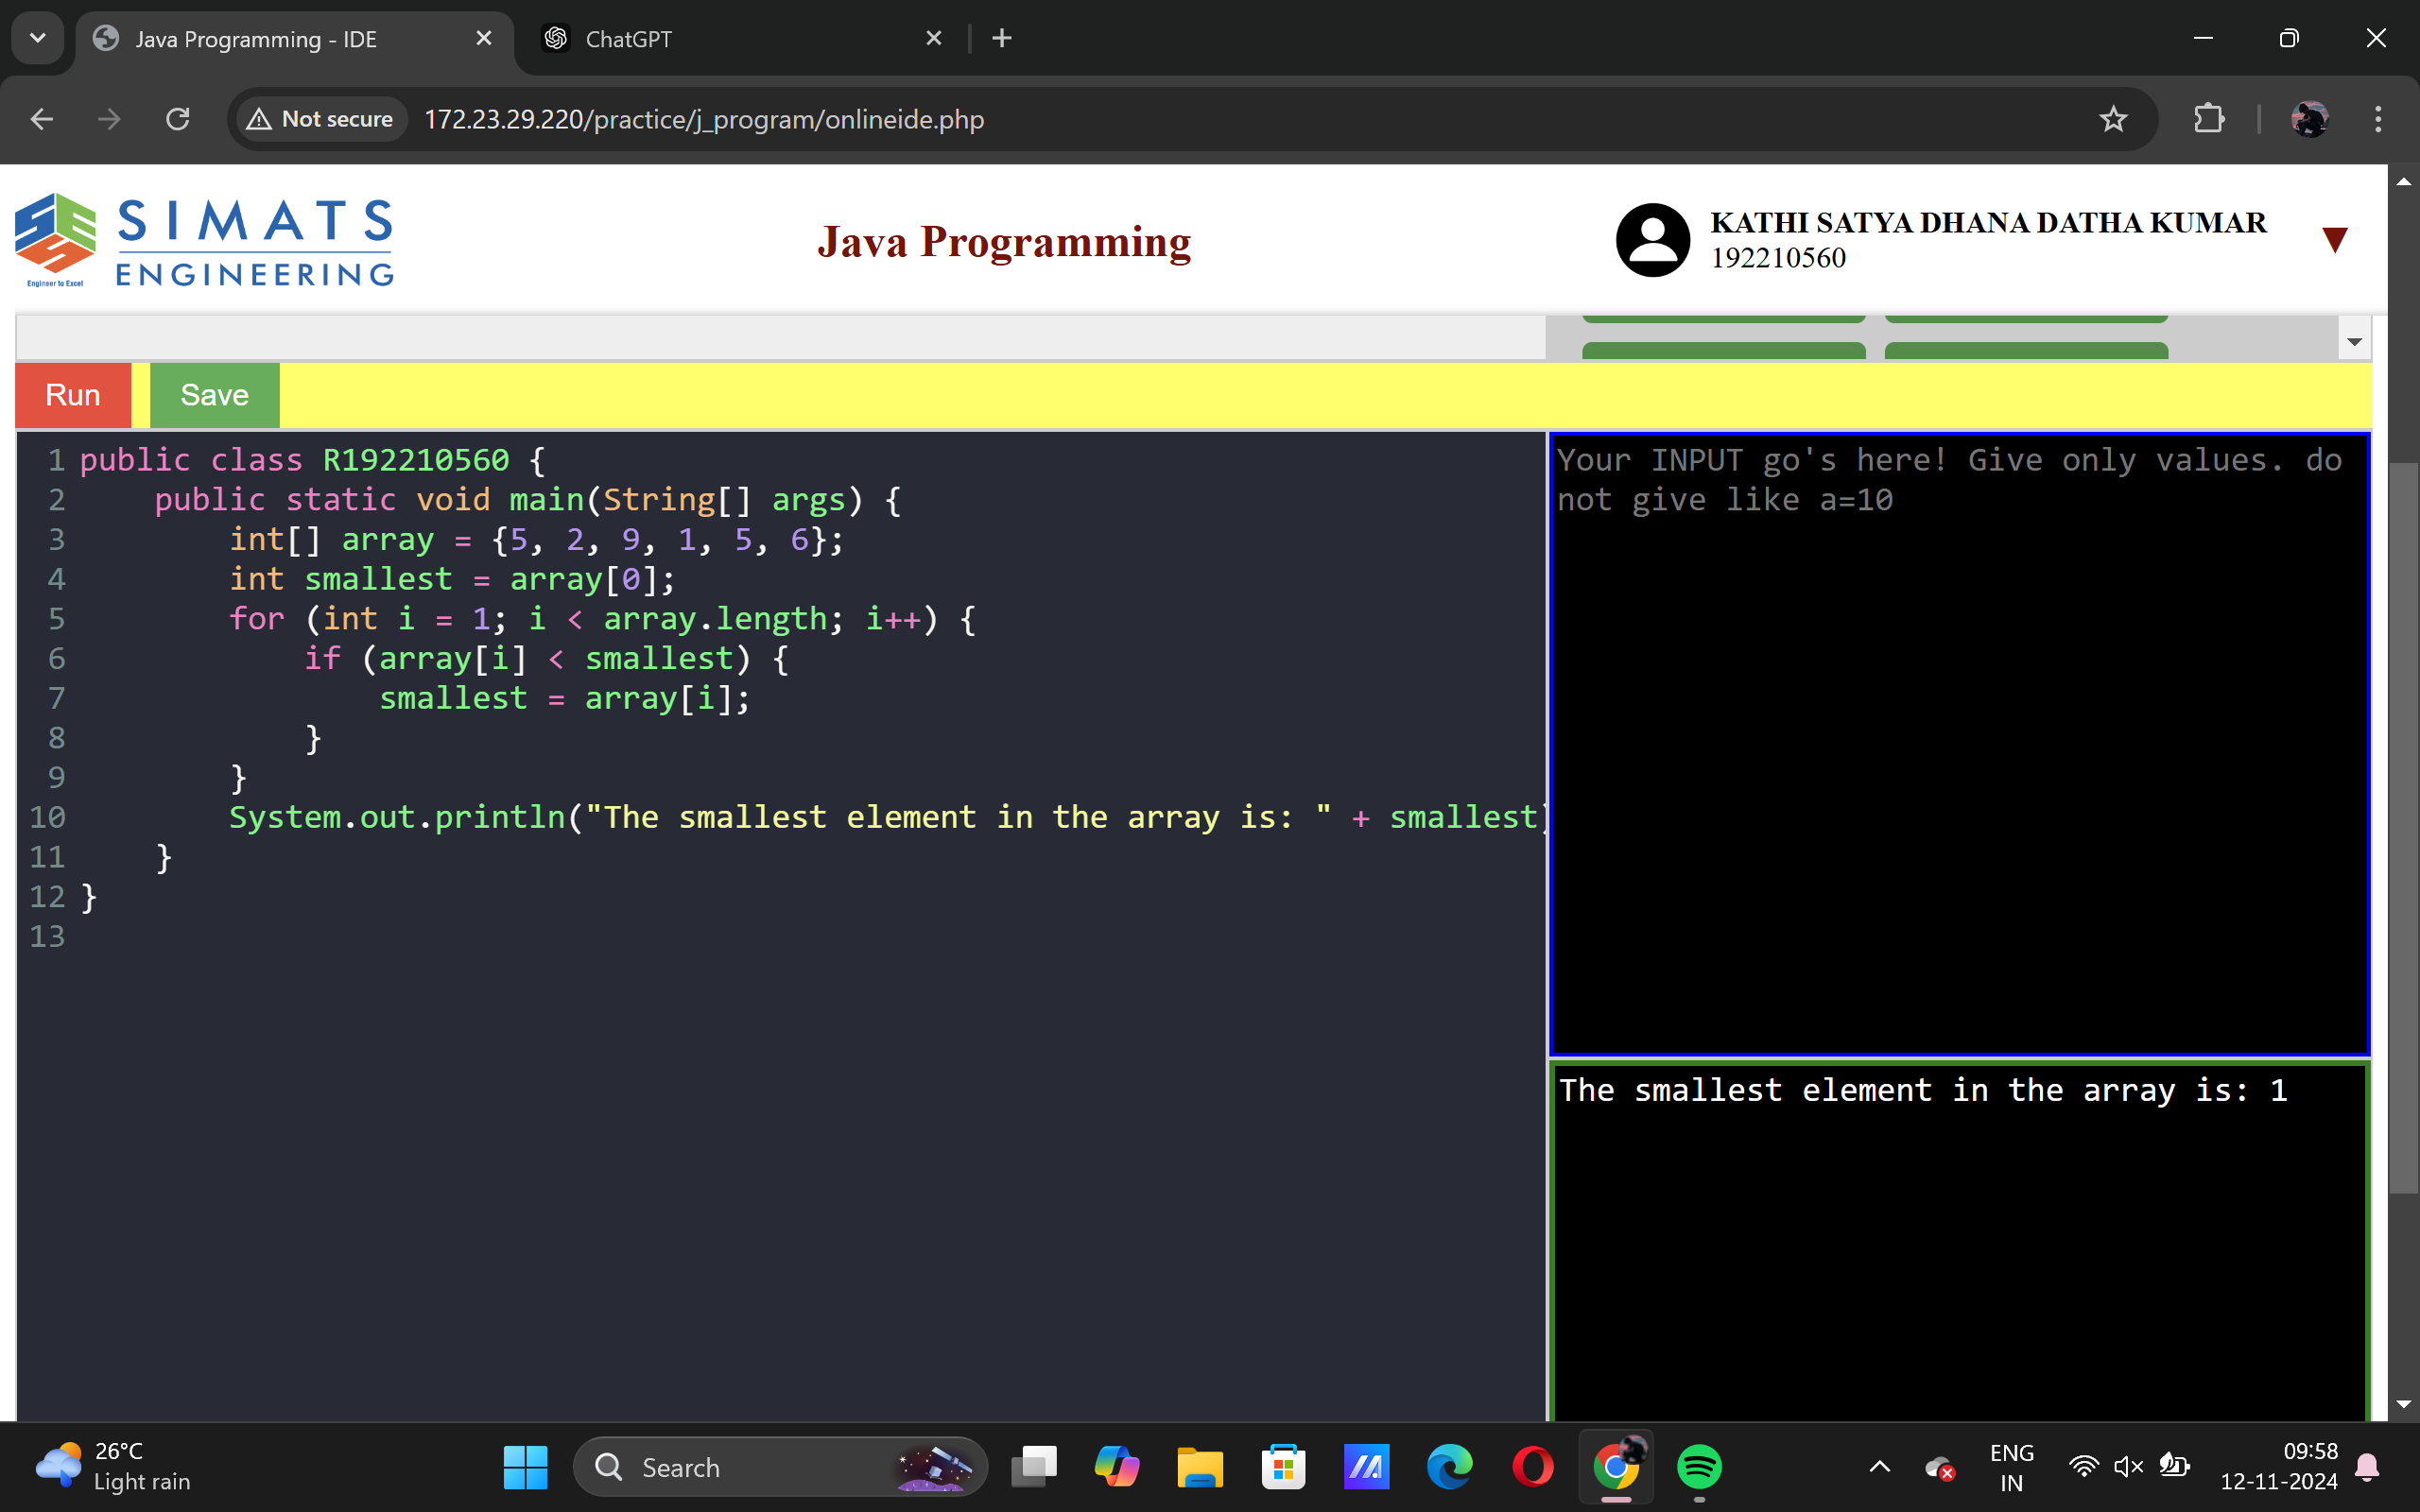 Java Programming - IDE
ChatGPT
Not secure
172.23.29.220/practice/j_program/onlineide.php
SIMATS
ENGINEERING
Engineer to Excel
Java Programming
KATHI SATYA DHANA DATHA KUMAR
192210560
Run
Save
1 public class R192210560 {
2 public static void main(String[] args) {
3 int[] array = {5, 2, 9, 1, 5, 6};
4 int smallest = array[0];
5 for (int i = 1; i < array.length; i++) {
6 if (array[i] < smallest) {
7 smallest = array[i];
8 }
9 }
10 System.out.println("The smallest element in the array is: " + smallest)
11 }
12 }
13
Your INPUT go's here! Give only values. do
not give like a=10
The smallest element in the array is: 1
26°C
Light rain
Search
ENG
IN
09:58
12-11-2024